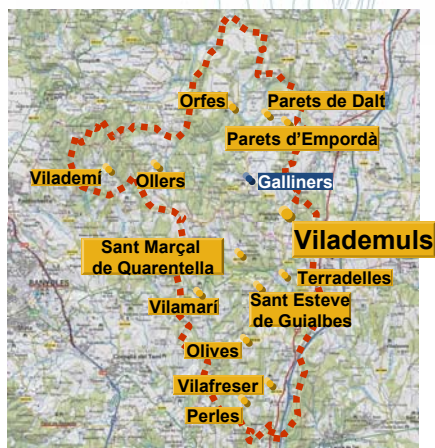 Orfes
Parets de Dalt
Parets d'Empordà
Vilademí
Ollers
Galliners
Vilademuls
Sant Marçal
de Quarentella
Terradelles
Vilamarí
Sant Esteve
de Guialbes
Olives
Vilafreser
Perles
BANYOLES